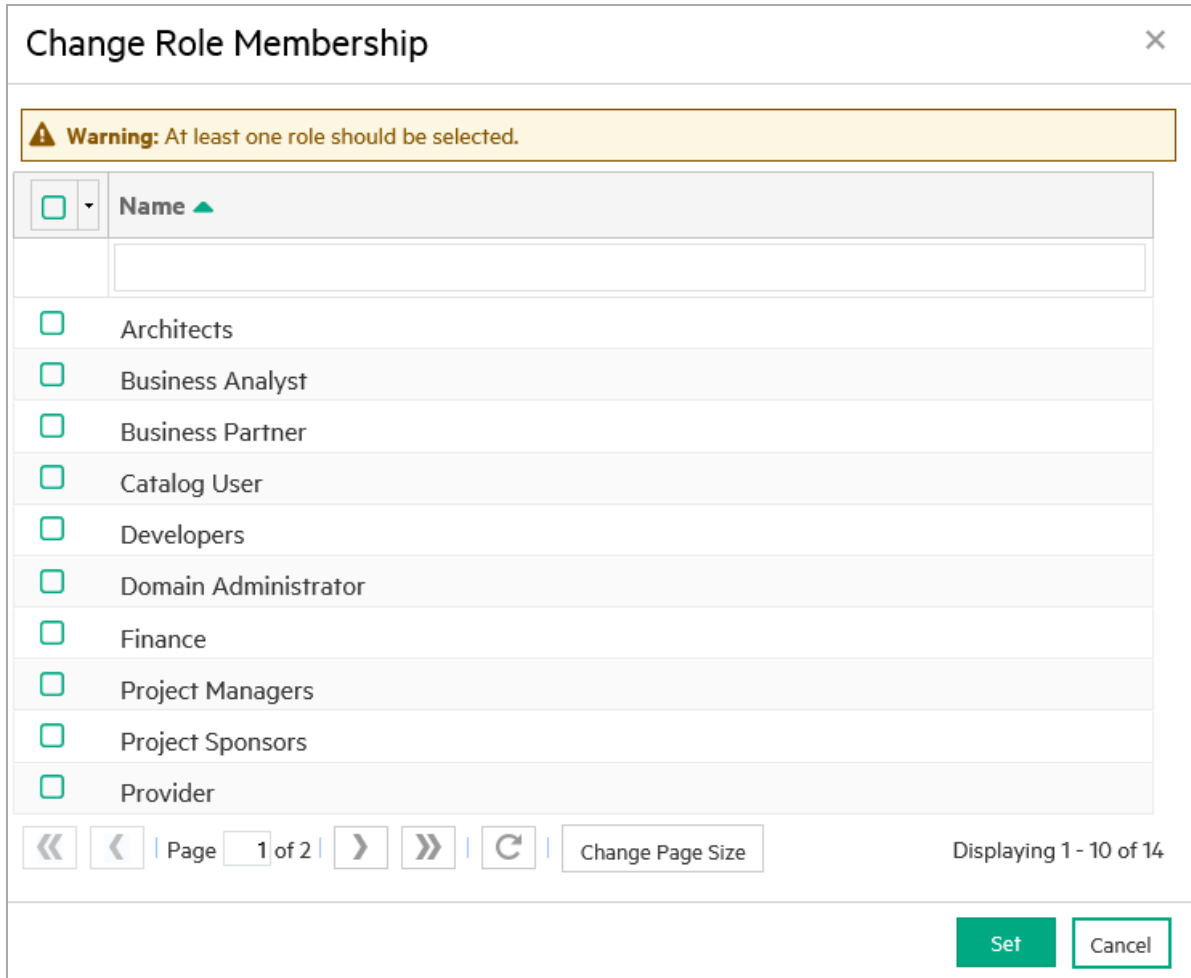 Change Role Membership
Warning: At least one role should be selected.
Name
Architects
Business Analyst
Business Partner
Catalog User
Developers
Domain Administrator
Finance
Project Managers
Project Sponsors
Provider
Page 1 of 2 Change Page Size Displaying 1 - 10 of 14
Set Cancel